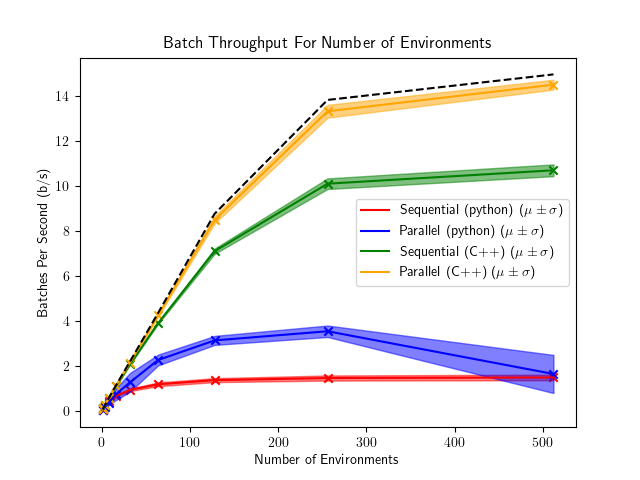 Batch Throughput For Number of Environments
Batches Per Second (b/s)
14
12
10
8
6
4
2
0
Sequential (python) (μ ± σ)
Parallel (python) (μ ± σ)
Sequential (C++) (μ ± σ)
Parallel (C++) (μ ± σ)
0 100 200 300 400 500
Number of Environments